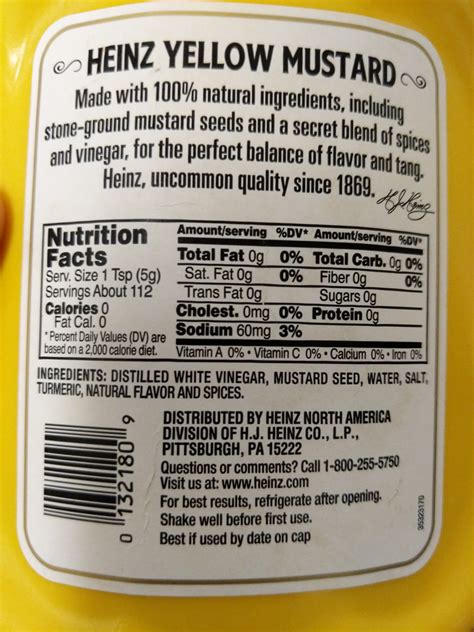 HEINZ YELLOW MUSTARD
Made with 100% natural ingredients, including
stone-ground mustard seeds and a secret blend of spices
and vinegar, for the perfect balance of flavor and tang.
Heinz, uncommon quality since 1869.
Nutrition
Facts
Serv. Size 1 Tsp (5g)
Servings About 112
Calories 0
Fat Cal. 0
*Percent Daily Values (DV) are
based on a 2,000 calorie diet.
Amount/serving %DV* Amount/serving %DV*
Total Fat 0g 0% Total Carb. 0g 0%
Sat. Fat 0g 0% Fiber 0g 0%
Trans Fat 0g Sugars 0g
Cholest. 0mg 0% Protein 0g
Sodium 60mg 3%
Vitamin A 0% • Vitamin C 0% • Calcium 0% • Iron 0%
INGREDIENTS: DISTILLED WHITE VINEGAR, MUSTARD SEED, WATER, SALT,
TURMERIC, NATURAL FLAVOR AND SPICES.
0 132180 9
DISTRIBUTED BY HEINZ NORTH AMERICA
DIVISION OF H.J. HEINZ CO., L.P.,
PITTSBURGH, PA 15222
Questions or comments? Call 1-800-255-5750
Visit us at: www.heinz.com
For best results, refrigerate after opening.
Shake well before first use.
Best if used by date on cap
35323170